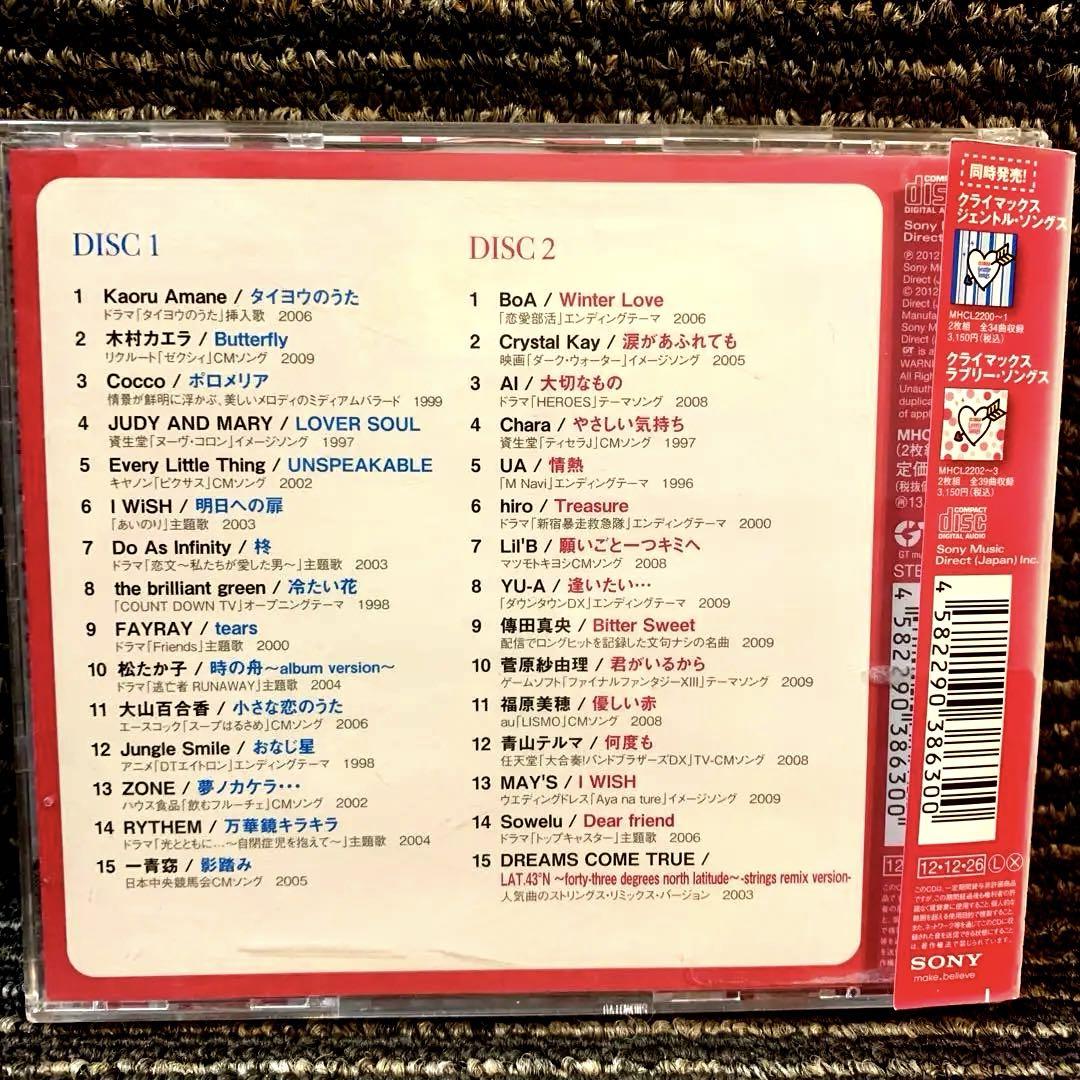 DISC 1
1 Kaoru Amane / タイヨウのうた
ドラマ「タイヨウのうた」挿入歌 2006
2 木村カエラ / Butterfly
リクルート「ゼクシィ」CMソング 2009
3 Cocco / ポロメリア
情景が鮮明に浮かぶ、美しいメロディのミディアムバラード 1999
4 JUDY AND MARY / LOVER SOUL
資生堂「ヌーヴ・コロン」イメージソング 1997
5 Every Little Thing / UNSPEAKABLE
キヤノン「ピクサス」CMソング 2002
6 I WiSH / 明日への扉
「あいのり」主題歌 2003
7 Do As Infinity / 柊
ドラマ「恋文〜私たちが愛した男〜」主題歌 2003
8 the brilliant green / 冷たい花
「COUNT DOWN TV」オープニングテーマ 1998
9 FAYRAY / tears
ドラマ「Friends」主題歌 2000
10 松たか子 / 時の舟〜album version〜
ドラマ「逃亡者 RUNAWAY」主題歌 2004
11 大山百合香 / 小さな恋のうた
エースコック「スープはるさめ」CMソング 2006
12 Jungle Smile / おなじ星
アニメ「DTエイトロン」エンディングテーマ 1998
13 ZONE / 夢ノカケラ・・・
ハウス食品「飲むフルーチェ」CMソング 2002
14 RYTHEM / 万華鏡キラキラ
ドラマ「光とともに…〜自閉症児を抱えて〜」主題歌 2004
15 一青窈 / 影踏み
日本中央競馬会CMソング 2005
DISC 2
1 BoA / Winter Love
「恋愛部活」エンディングテーマ 2006
2 Crystal Kay / 涙があふれても
映画「ダーク・ウォーター」イメージソング 2005
3 AI / 大切なもの
ドラマ「HEROES」テーマソング 2008
4 Chara / やさしい気持ち
資生堂「ティセラ」CMソング 1997
5 UA / 情熱
「M Navi」エンディングテーマ 1996
6 hiro / Treasure
ドラマ「新宿暴走救急隊」エンディングテーマ 2000
7 Lil'B / 願いごと一つキミへ
マツモトキヨシCMソング 2008
8 YU-A / 逢いたい…
「ダウンタウンDX」エンディングテーマ 2009
9 傳田真央 / Bitter Sweet
配信でロングヒットを記録した文句ナシの名曲 2009
10 菅原紗由理 / 君がいるから
ゲームソフト「ファイナルファンタジーXIII」テーマソング 2009
11 福原美穂 / 優しい赤
au「LISMO」CMソング 2008
12 青山テルマ / 何度も
任天堂「大合奏!バンドブラザーズDX」TV-CMソング 2008
13 MAY'S / I WISH
ウエディングドレス「Aya na ture」イメージソング 2009
14 Sowelu / Dear friend
ドラマ「トップキャスター」主題歌 2006
15 DREAMS COME TRUE /
LAT.43°N 〜forty-three degrees north latitude〜-strings remix version-
人気曲のストリングス・リミックス・バージョン 2003
同時発売!
クライマックス
ジェントル・ソングス
MHCL2200〜1
2枚組 全34曲収録
3,150円(税込)
クライマックス
ラブリー・ソングス
MHCL2202〜3
2枚組 全39曲収録
3,150円(税込)
COMPACT
disc
DIGITAL AUDIO
Sony Music
Direct (Japan) Inc.
4 582290 386300
12・12・26 Ⓛ Ⓧ
SONY
make.believe